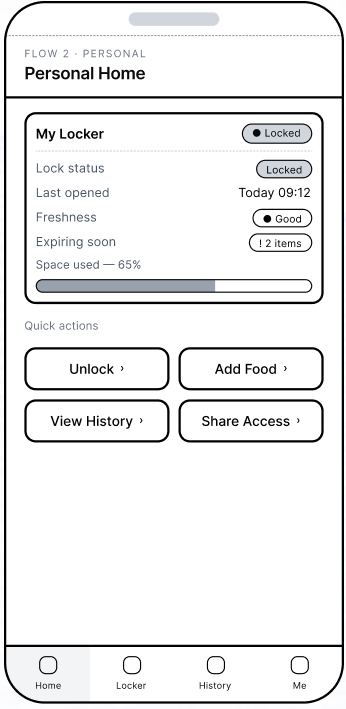 FLOW 2 · PERSONAL
Personal Home
My Locker ● Locked
Lock status Locked
Last opened Today 09:12
Freshness ● Good
Expiring soon ! 2 items
Space used — 65%
Quick actions
Unlock › Add Food ›
View History › Share Access ›
Home Locker History Me